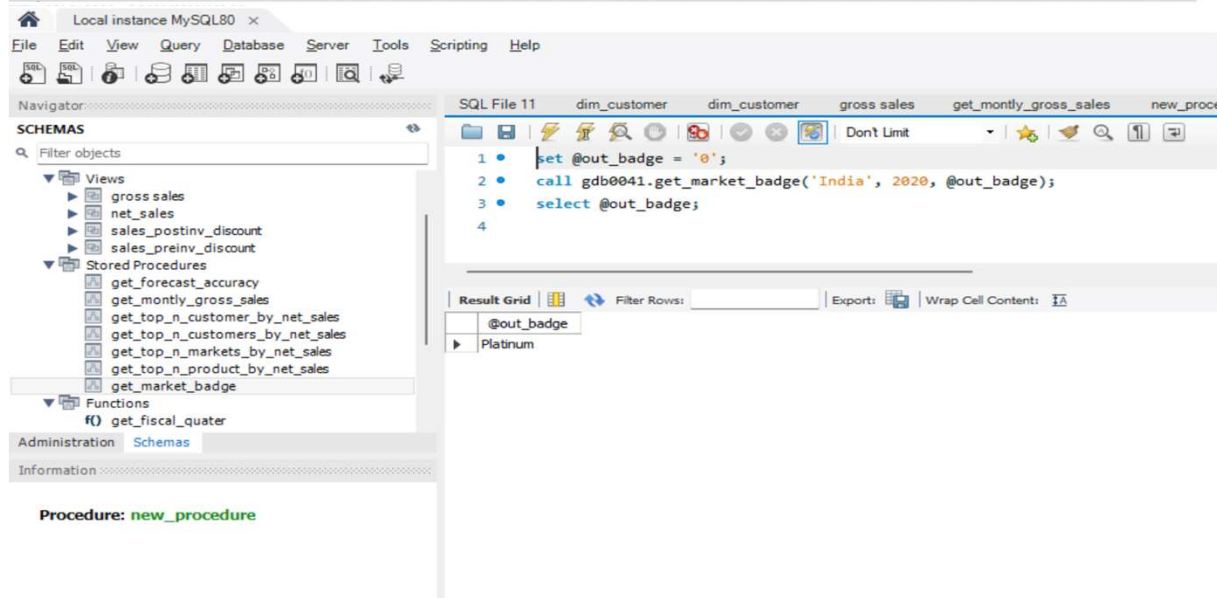 Local instance MySQL80 ×
File Edit View Query Database Server Tools Scripting Help
Navigator
SCHEMAS
Filter objects
Views
gross sales
net_sales
sales_postinv_discount
sales_preinv_discount
Stored Procedures
get_forecast_accuracy
get_montly_gross_sales
get_top_n_customer_by_net_sales
get_top_n_customers_by_net_sales
get_top_n_markets_by_net_sales
get_top_n_product_by_net_sales
get_market_badge
Functions
f() get_fiscal_quater
Administration Schemas
Information
Procedure: new_procedure
SQL File 11 dim_customer dim_customer gross sales get_montly_gross_sales new_proce
Don't Limit
1 set @out_badge = '0';
2 call gdb0041.get_market_badge('India', 2020, @out_badge);
3 select @out_badge;
4
Result Grid Filter Rows: Export: Wrap Cell Content:
@out_badge
Platinum